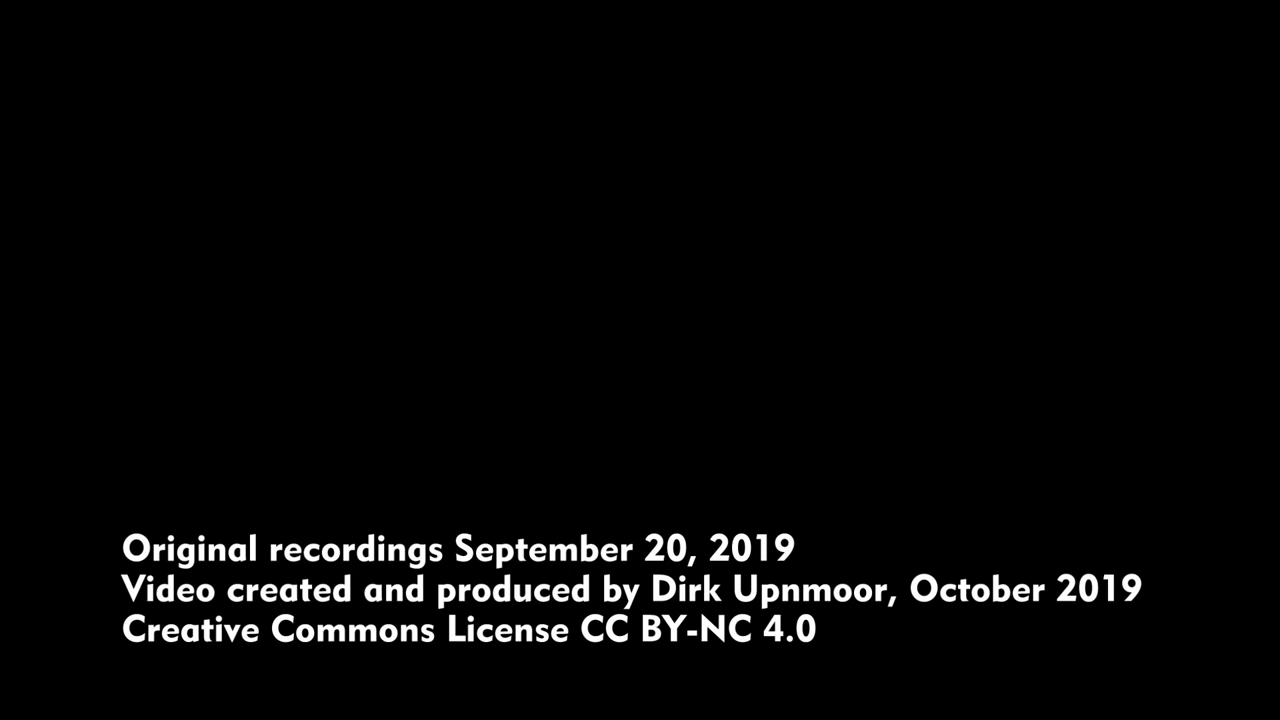 Original recordings September 20, 2019
Video created and produced by Dirk Upnmoor, October 2019
Creative Commons License CC BY-NC 4.0